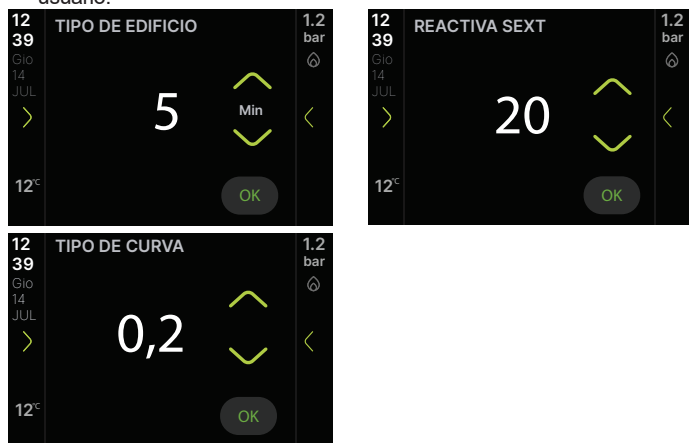 usuario.
12
39
Gio
14
JUL
12°C
TIPO DE EDIFICIO
5
Min
OK
1.2
bar
12
39
Gio
14
JUL
12°C
REACTIVA SEXT
20
OK
1.2
bar
12
39
Gio
14
JUL
12°C
TIPO DE CURVA
0,2
OK
1.2
bar